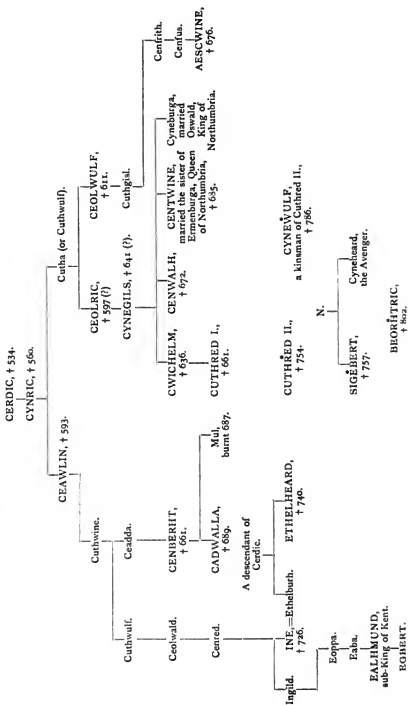 CERDIC, † 534.
CYNRIC, † 560.
CEAWLIN, † 593.
Cutha (or Cuthwulf).
Cuthwine.
CEOLRIC,
† 597 (?)
CEOLWULF,
† 611.
Cuthwulf.
Ceadda.
CYNEGILS, † 641 (?).
Cuthgisl.
Ceolwald.
CENBERHT,
† 661.
CWICHELM,
† 636.
CENWALH,
† 672.
CENTWINE,
married the sister of
Ermenburga, Queen
of Northumbria,
† 685.
Cyneburga,
married
Oswald,
King of
Northumbria.
Cenfrith.
Cenfus.
AESCWINE,
† 676.
Cenred.
CADWALLA,
† 689.
Mul,
burnt 687.
CUTHRED I.,
† 661.
A descendant of
Cerdic.
Ingild.
INE,=Ethelburh.
† 726.
ETHELHEARD,
† 740.
CUTHRED II.,
† 754.
CYNEWULF,
a kinsman of Cuthred II.,
† 786.
Eoppa.
N.
Eaba.
SIGEBERT,
† 757.
Cyneheard,
the Avenger.
EALHMUND,
sub-King of Kent.
EGBERT.
BEORHTRIC,
† 802.